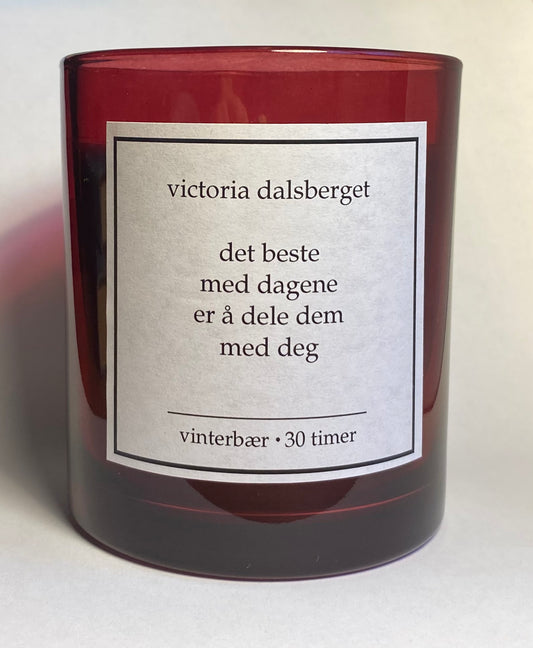 victoria dalsberget
det beste
med dagene
er å dele dem
med deg
vinterbær • 30 timer